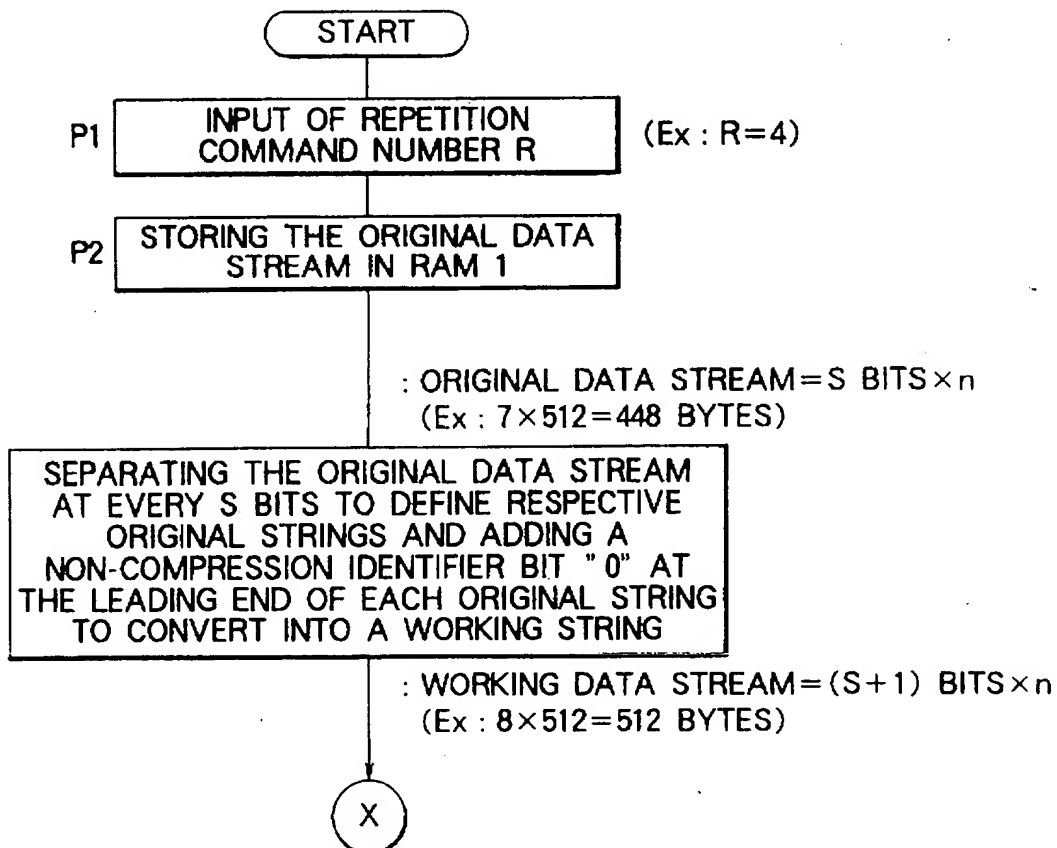 START
P1
INPUT OF REPETITION
COMMAND NUMBER R
(Ex : R=4)
P2
STORING THE ORIGINAL DATA
STREAM IN RAM 1
: ORIGINAL DATA STREAM=S BITS×n
(Ex : 7×512=448 BYTES)
SEPARATING THE ORIGINAL DATA STREAM
AT EVERY S BITS TO DEFINE RESPECTIVE
ORIGINAL STRINGS AND ADDING A
NON-COMPRESSION IDENTIFIER BIT "0" AT
THE LEADING END OF EACH ORIGINAL STRING
TO CONVERT INTO A WORKING STRING
: WORKING DATA STREAM=(S+1) BITS×n
(Ex : 8×512=512 BYTES)
X